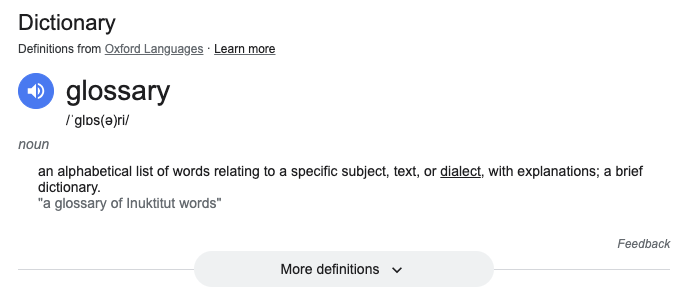 Dictionary
Definitions from Oxford Languages · Learn more
glossary
/ˈɡlɒs(ə)ri/
noun
an alphabetical list of words relating to a specific subject, text, or dialect, with explanations; a brief
dictionary.
"a glossary of Inuktitut words"
Feedback
More definitions